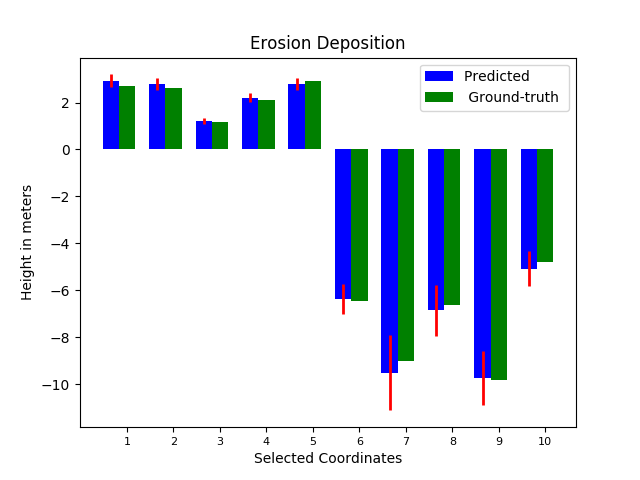 Erosion Deposition
Predicted
Ground-truth
Height in meters
2
0
−2
−4
−6
−8
−10
1 2 3 4 5 6 7 8 9 10
Selected Coordinates